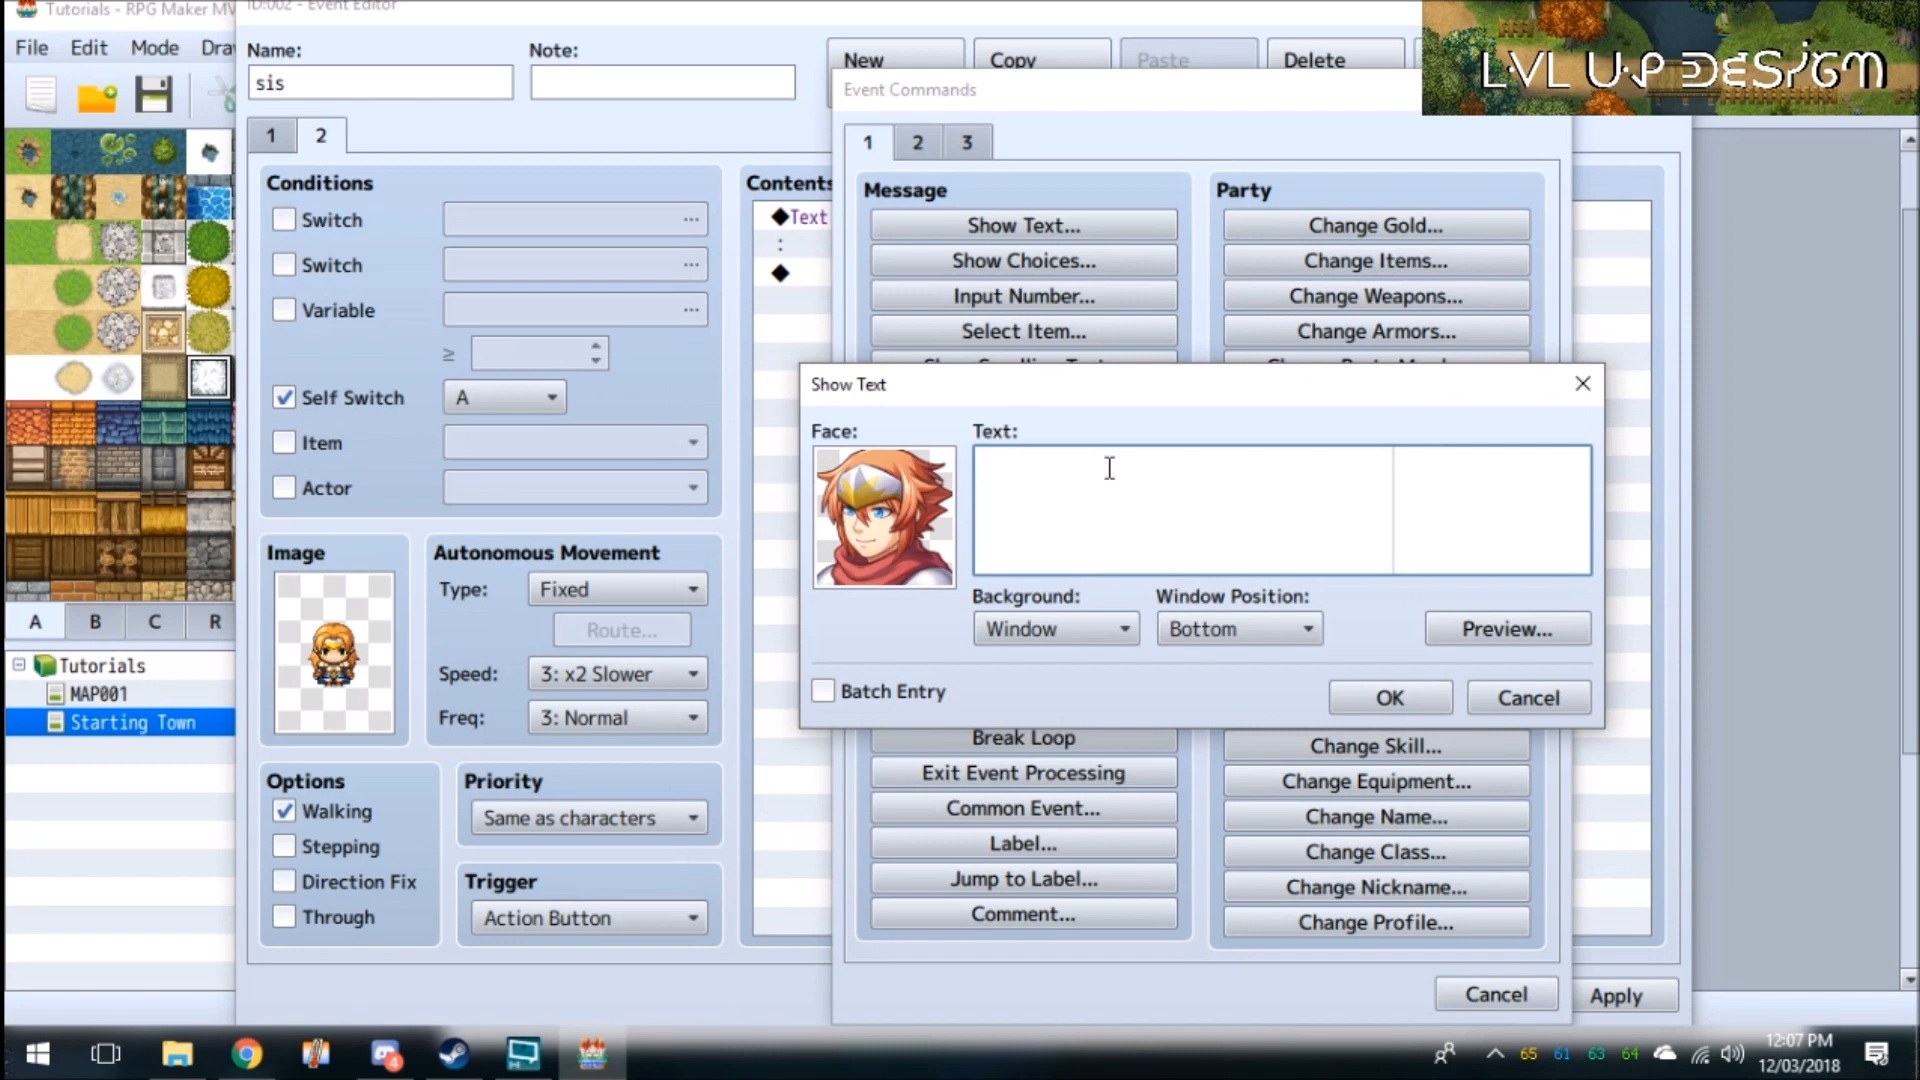 Tutorials - RPG Maker MV
ID:002 - Event Editor
File Edit Mode Dra
Name:
sis
Note:
New
Copy
Paste
Delete
LVL UP DESIGN
1 2
Conditions
Switch
Switch
Variable
≥
Self Switch A
Item
Actor
Image
Autonomous Movement
Type: Fixed
Route...
Speed: 3: x2 Slower
Freq: 3: Normal
Options
Walking
Stepping
Direction Fix
Through
Priority
Same as characters
Trigger
Action Button
Contents
◆Text
:
◆
Event Commands
1 2 3
Message
Show Text...
Show Choices...
Input Number...
Select Item...
Break Loop
Exit Event Processing
Common Event...
Label...
Jump to Label...
Comment...
Party
Change Gold...
Change Items...
Change Weapons...
Change Armors...
Change Skill...
Change Equipment...
Change Name...
Change Class...
Change Nickname...
Change Profile...
Show Text
Face:
Text:
Background:
Window
Window Position:
Bottom
Preview...
Batch Entry
OK
Cancel
Cancel
Apply
A B C R
Tutorials
MAP001
Starting Town
4
65 61 63 64
12:07 PM
12/03/2018